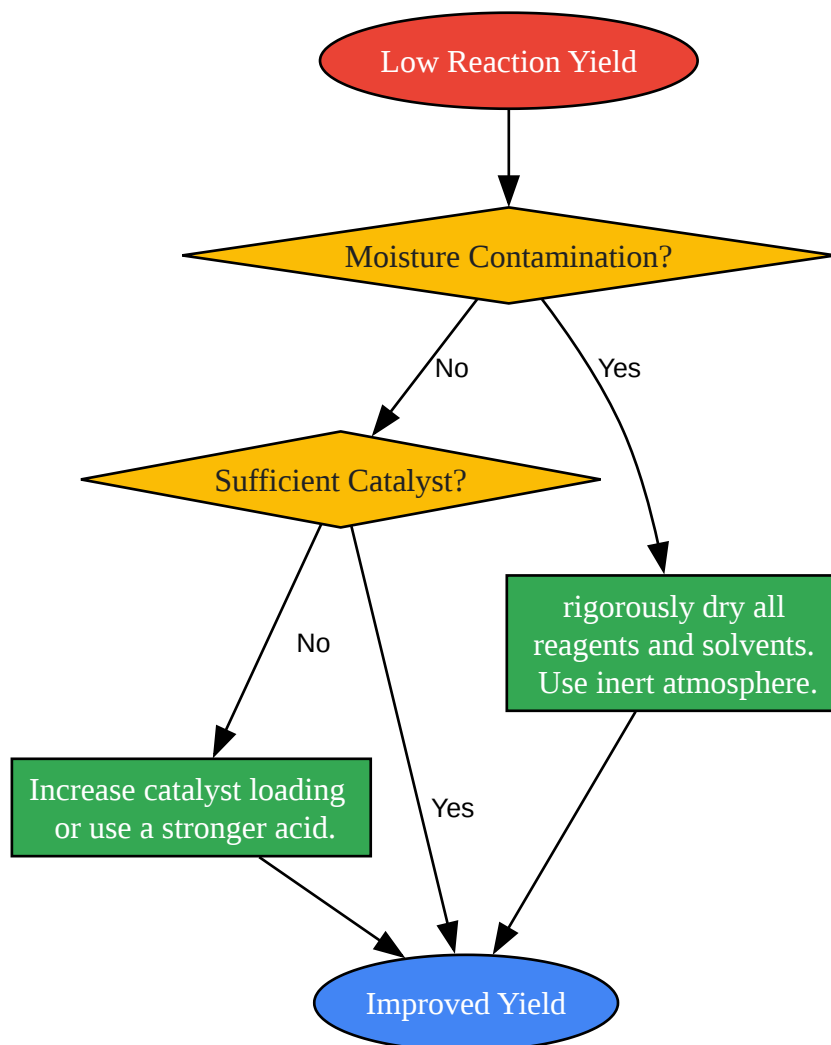 Low Reaction Yield
Moisture Contamination?
No
Yes
Sufficient Catalyst?
rigorously dry all
reagents and solvents.
Use inert atmosphere.
No
Increase catalyst loading
or use a stronger acid.
Yes
Improved Yield